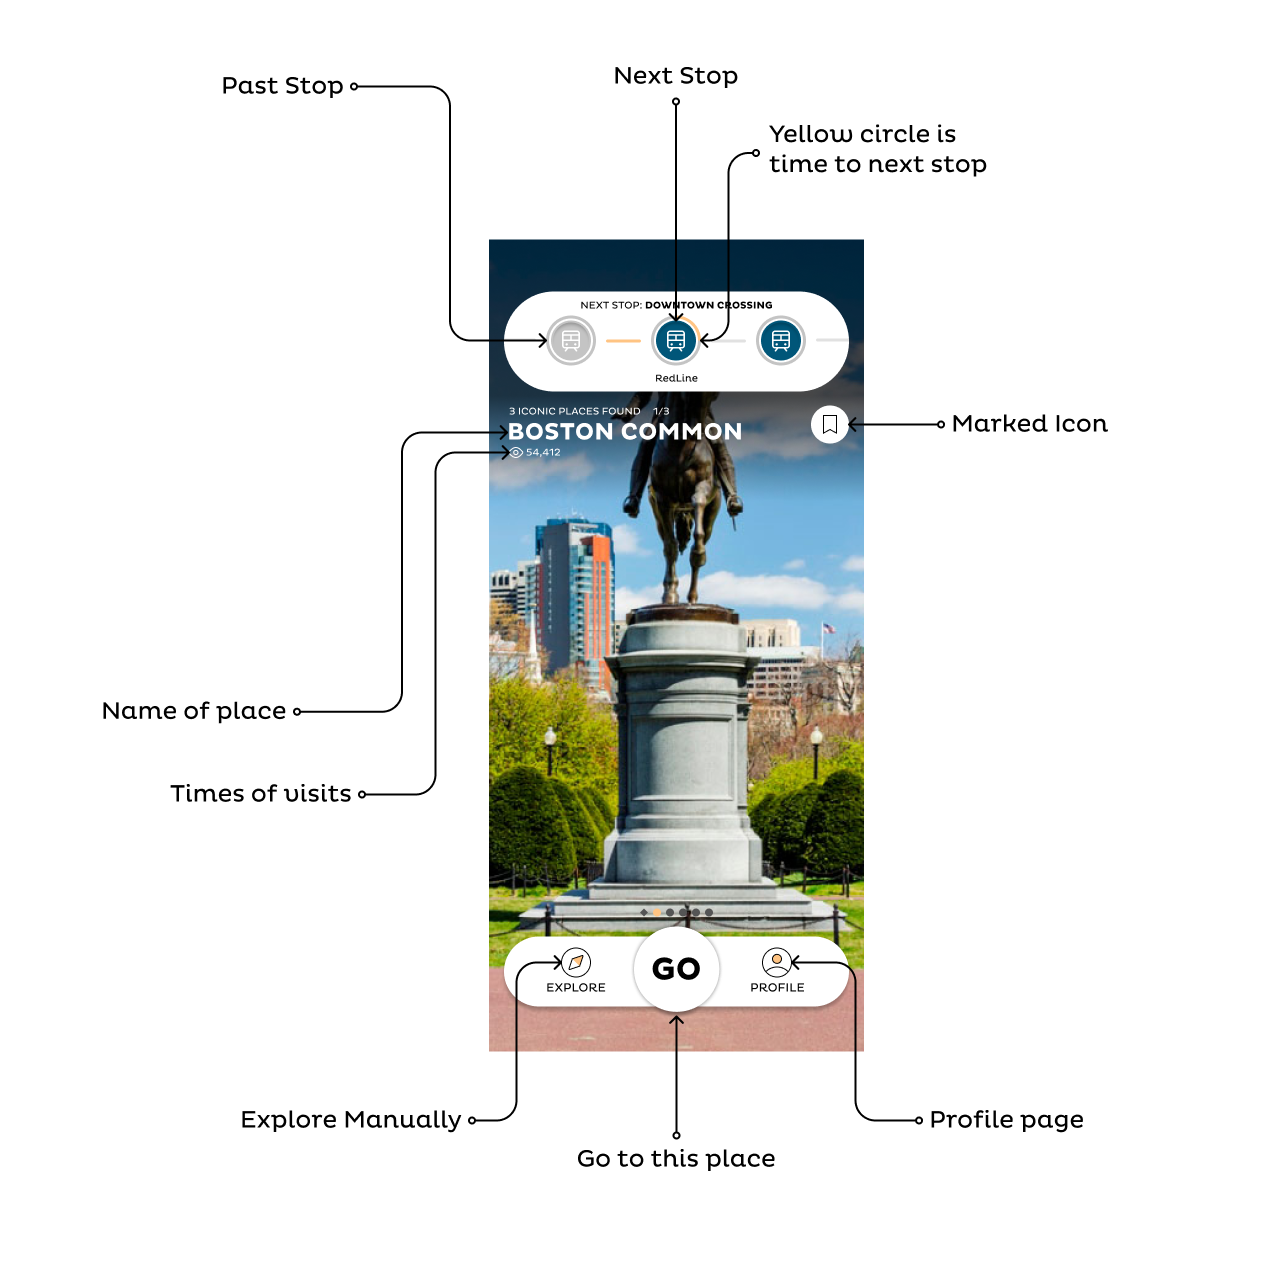 Past Stop
Next Stop
Yellow circle is
time to next stop
NEXT STOP: DOWNTOWN CROSSING
RedLine
3 ICONIC PLACES FOUND 1/3
BOSTON COMMON
54,412
Marked Icon
Name of place
Times of visits
EXPLORE
GO
PROFILE
Explore Manually
Go to this place
Profile page